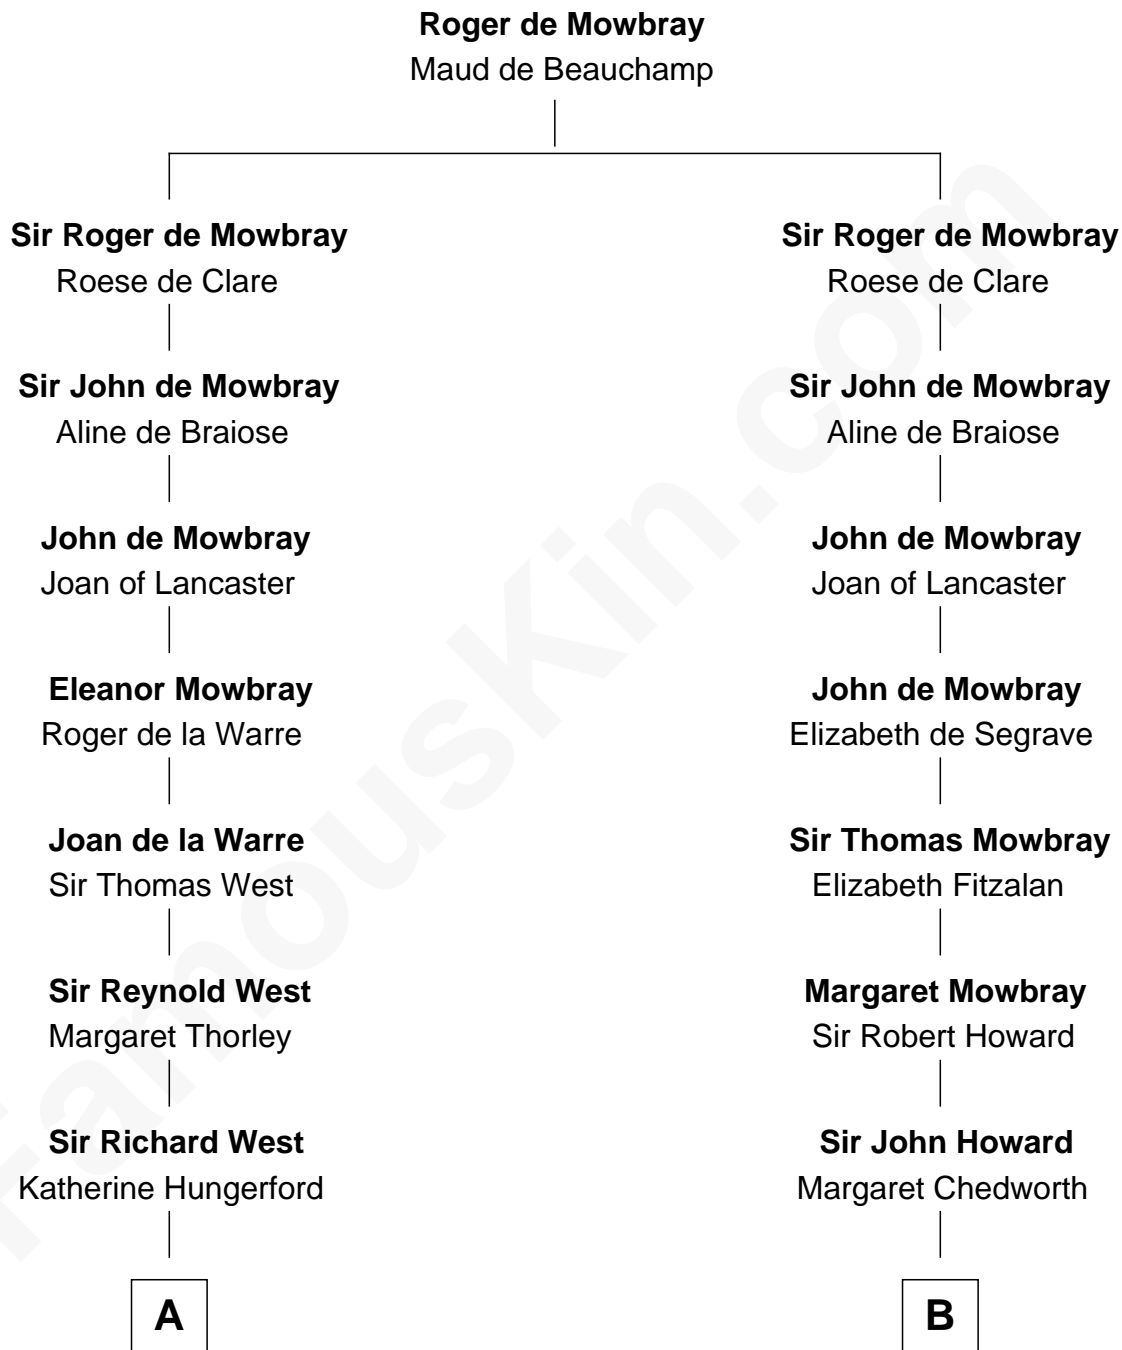 Roger de Mowbray
Maud de Beauchamp
Sir Roger de Mowbray
Roese de Clare
Sir John de Mowbray
Aline de Braiose
John de Mowbray
Joan of Lancaster
Eleanor Mowbray
Roger de la Warre
Joan de la Warre
Sir Thomas West
Sir Reynold West
Margaret Thorley
Sir Richard West
Katherine Hungerford
A
Sir Roger de Mowbray
Roese de Clare
Sir John de Mowbray
Aline de Braiose
John de Mowbray
Joan of Lancaster
John de Mowbray
Elizabeth de Segrave
Sir Thomas Mowbray
Elizabeth Fitzalan
Margaret Mowbray
Sir Robert Howard
Sir John Howard
Margaret Chedworth
B
FamousKin.com